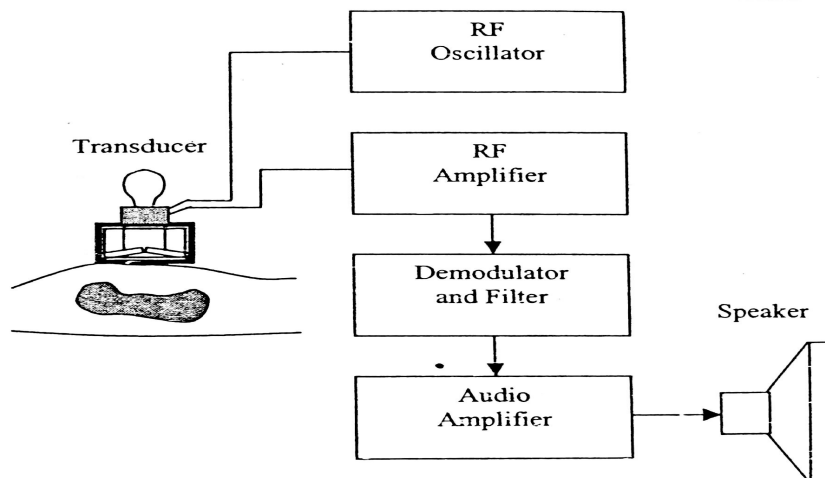 RF
Oscillator
Transducer
RF
Amplifier
Demodulator
and Filter
Speaker
Audio
Amplifier